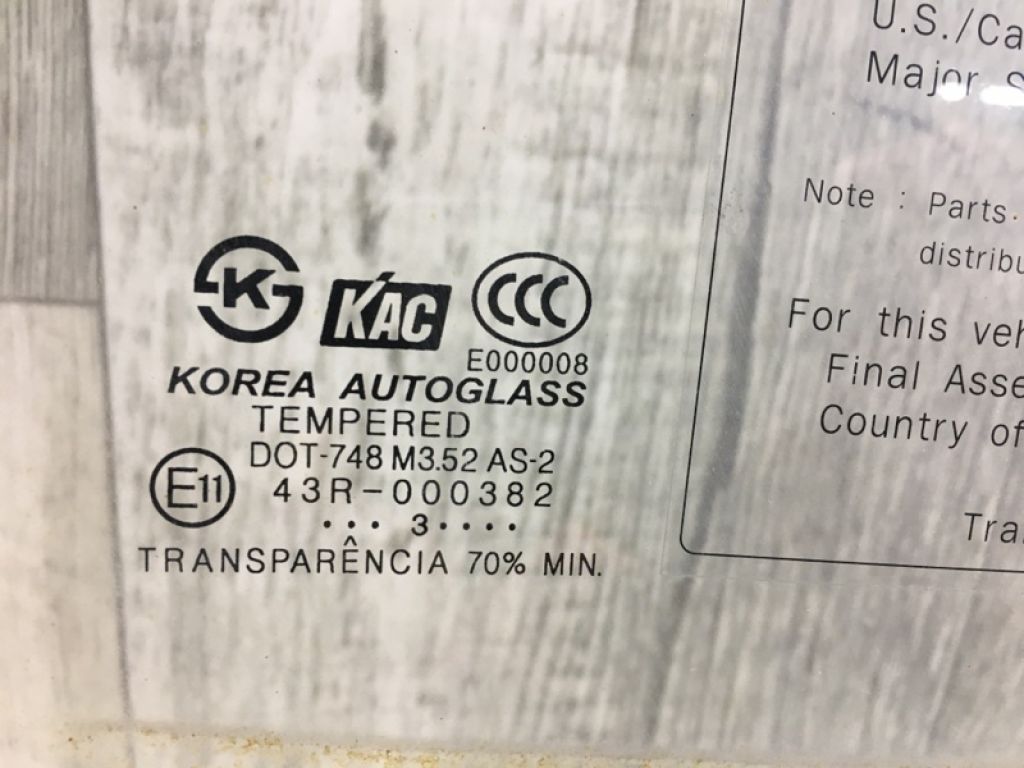 K
KAC
CCC
E000008
KOREA AUTOGLASS
TEMPERED
DOT-748 M3.52 AS-2
E11
43R-000382
••• 3••••
TRANSPARÊNCIA 70% MIN.
U.S./Ca
Major
Note : Parts
distribu
For this veh
Final Asse
Country of
Tra